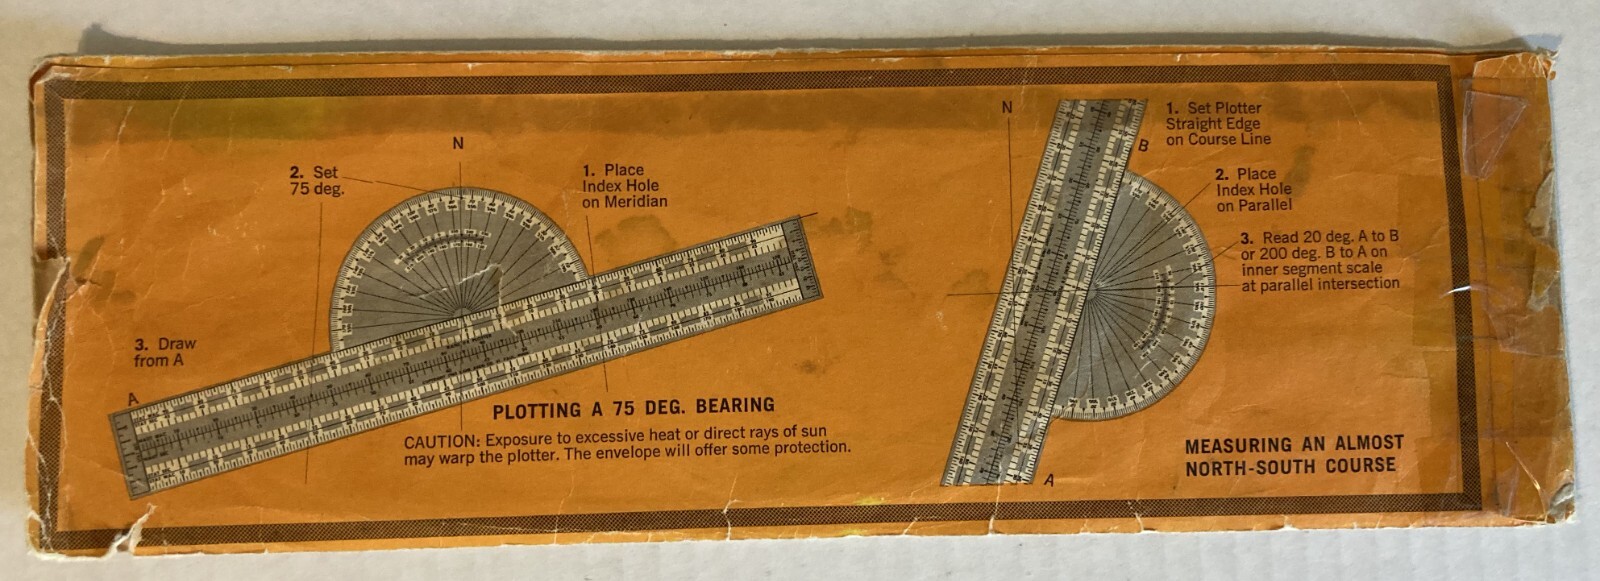 N
2. Set
75 deg.
1. Place
Index Hole
on Meridian
3. Draw
from A
A
PLOTTING A 75 DEG. BEARING
CAUTION: Exposure to excessive heat or direct rays of sun
may warp the plotter. The envelope will offer some protection.
N
1. Set Plotter
Straight Edge
on Course Line
B
2. Place
Index Hole
on Parallel
3. Read 20 deg. A to B
or 200 deg. B to A on
inner segment scale
at parallel intersection
A
MEASURING AN ALMOST
NORTH-SOUTH COURSE